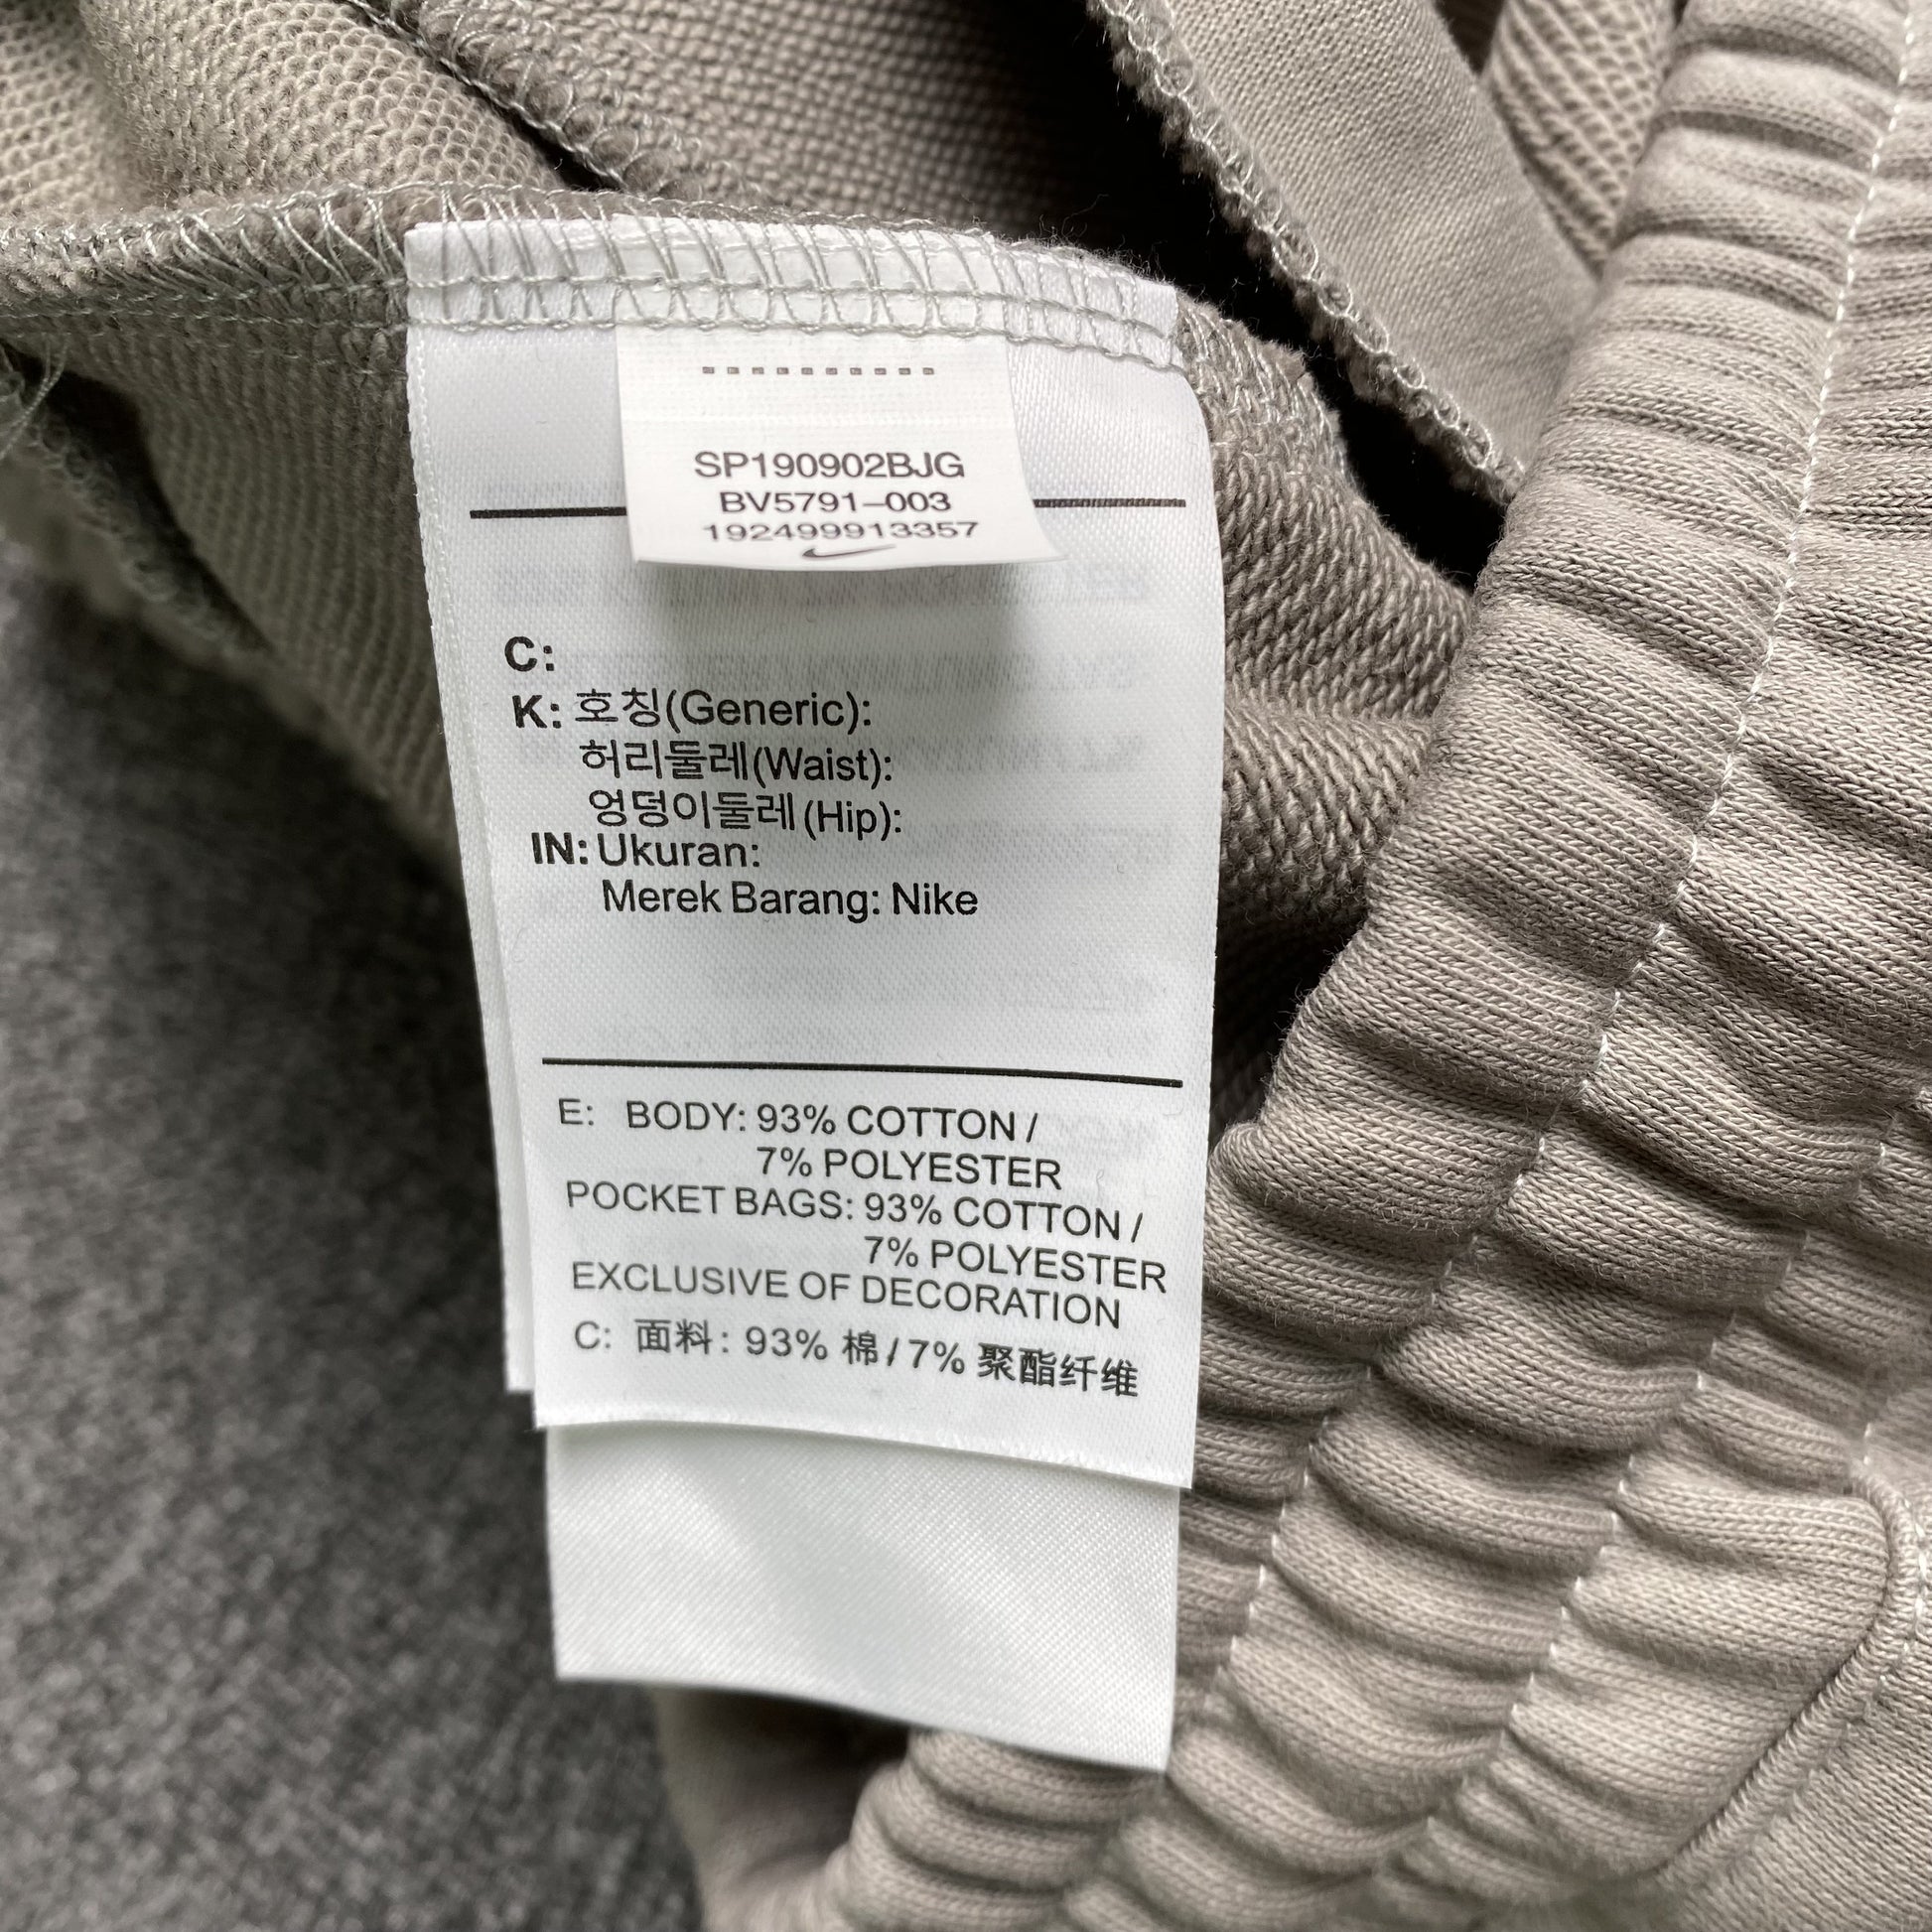 SP190902BJG
BV5791-003
192499913357
C:
K: 호칭(Generic):
허리둘레(Waist):
엉덩이둘레(Hip):
IN: Ukuran:
Merek Barang: Nike
E: BODY: 93% COTTON /
7% POLYESTER
POCKET BAGS: 93% COTTON /
7% POLYESTER
EXCLUSIVE OF DECORATION
C: 面料: 93% 棉 / 7% 聚酯纤维